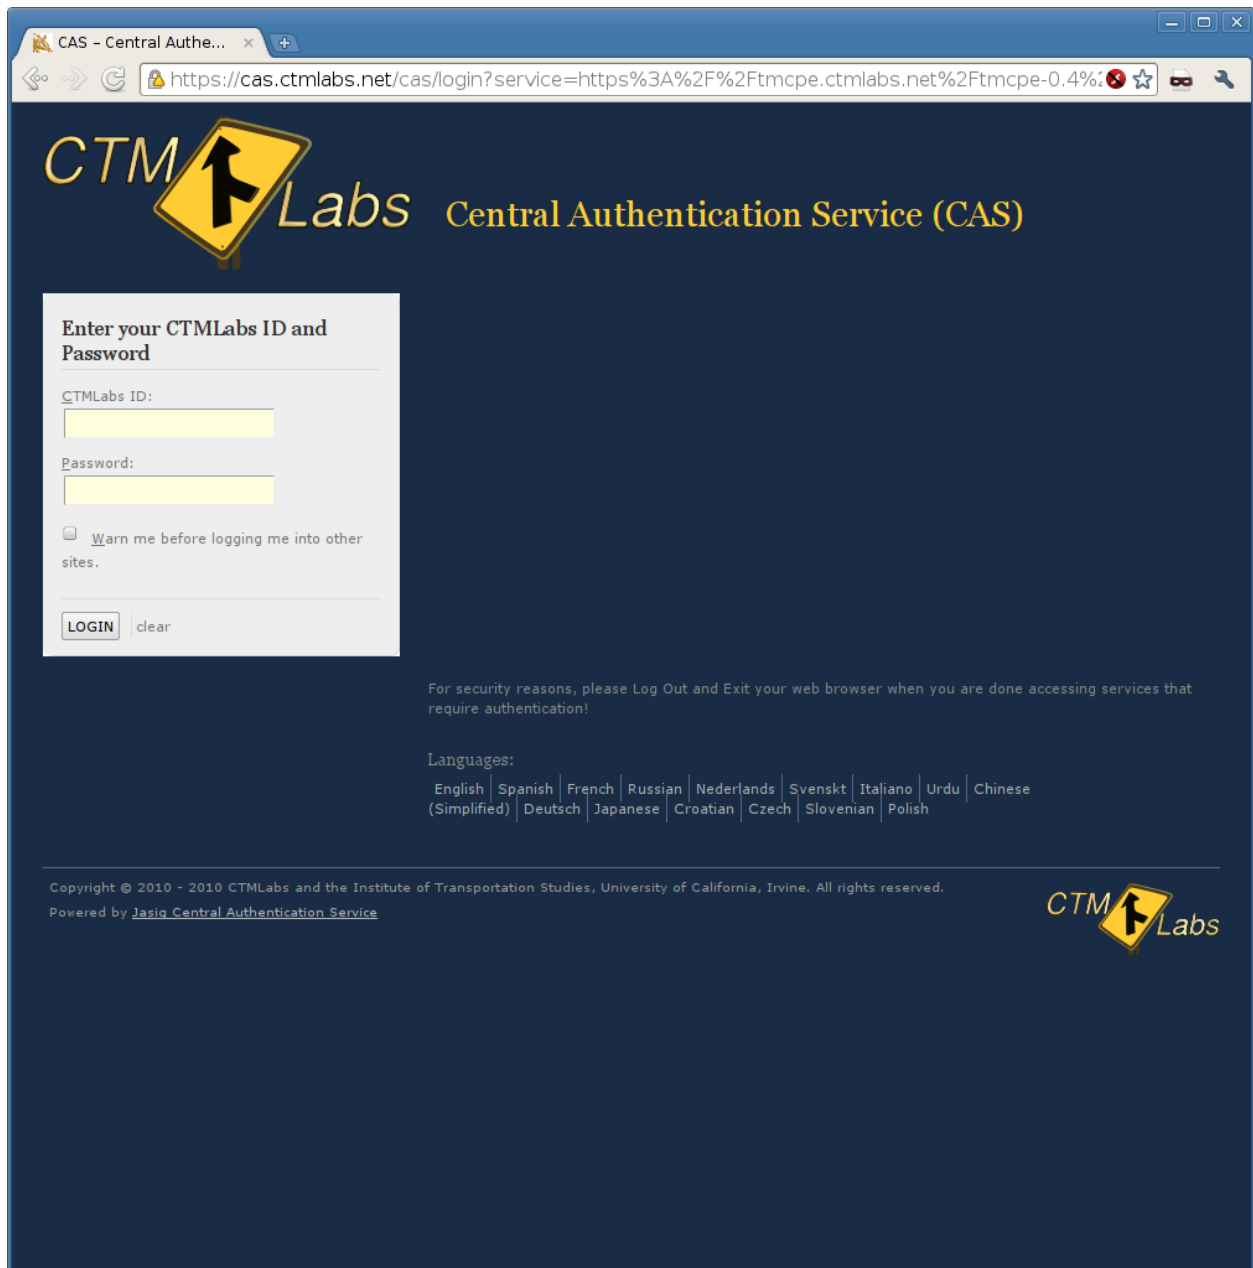 CAS – Central Authe...
https://cas.ctmlabs.net/cas/login?service=https%3A%2F%2Ftmcpe.ctmlabs.net%2Ftmcpe-0.4%2
CTM Labs
Central Authentication Service (CAS)
Enter your CTMLabs ID and
Password
CTMLabs ID:
Password:
Warn me before logging me into other
sites.
LOGIN clear
For security reasons, please Log Out and Exit your web browser when you are done accessing services that
require authentication!
Languages:
English Spanish French Russian Nederlands Svenskt Italiano Urdu Chinese
(Simplified) Deutsch Japanese Croatian Czech Slovenian Polish
Copyright © 2010 - 2010 CTMLabs and the Institute of Transportation Studies, University of California, Irvine. All rights reserved.
Powered by Jasig Central Authentication Service
CTM Labs